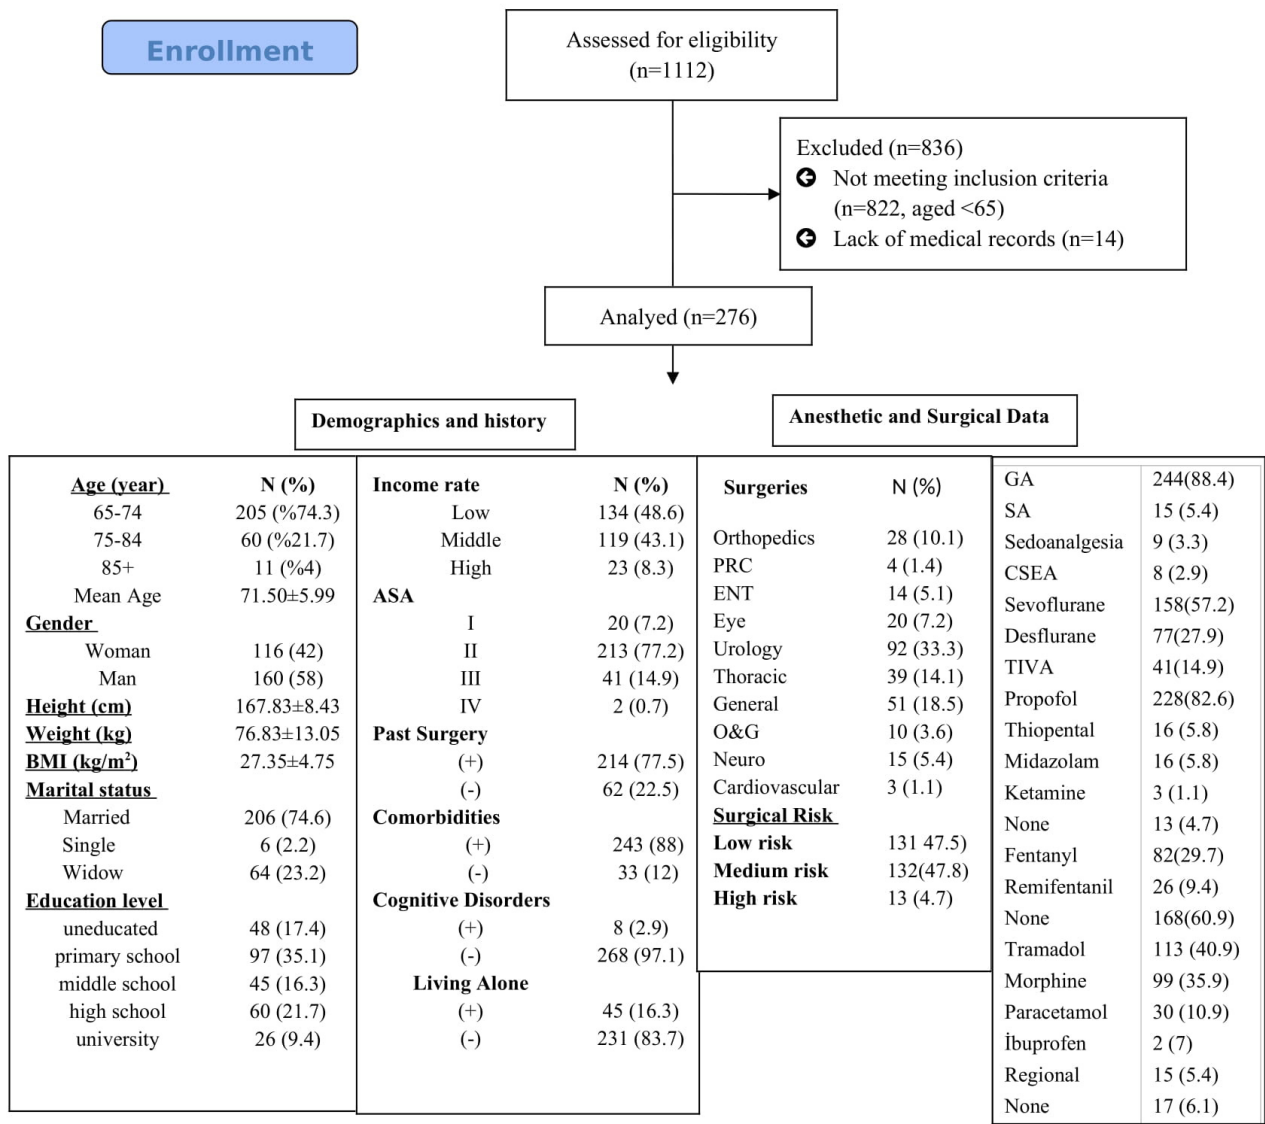 Enrollment
Assessed for eligibility
(n=1112)
Excluded (n=836)
Not meeting inclusion criteria
(n=822, aged <65)
Lack of medical records (n=14)
Analyed (n=276)
Demographics and history
Anesthetic and Surgical Data
Age (year) N (%)
65-74 205 (%74.3)
75-84 60 (%21.7)
85+ 11 (%4)
Mean Age 71.50±5.99
Gender
Woman 116 (42)
Man 160 (58)
Height (cm) 167.83±8.43
Weight (kg) 76.83±13.05
BMI (kg/m²) 27.35±4.75
Marital status
Married 206 (74.6)
Single 6 (2.2)
Widow 64 (23.2)
Education level
uneducated 48 (17.4)
primary school 97 (35.1)
middle school 45 (16.3)
high school 60 (21.7)
university 26 (9.4)
Income rate N (%)
Low 134 (48.6)
Middle 119 (43.1)
High 23 (8.3)
ASA
I 20 (7.2)
II 213 (77.2)
III 41 (14.9)
IV 2 (0.7)
Past Surgery
(+) 214 (77.5)
(-) 62 (22.5)
Comorbidities
(+) 243 (88)
(-) 33 (12)
Cognitive Disorders
(+) 8 (2.9)
(-) 268 (97.1)
Living Alone
(+) 45 (16.3)
(-) 231 (83.7)
Surgeries N (%)
Orthopedics 28 (10.1)
PRC 4 (1.4)
ENT 14 (5.1)
Eye 20 (7.2)
Urology 92 (33.3)
Thoracic 39 (14.1)
General 51 (18.5)
O&G 10 (3.6)
Neuro 15 (5.4)
Cardiovascular 3 (1.1)
Surgical Risk
Low risk 131 47.5)
Medium risk 132(47.8)
High risk 13 (4.7)
GA 244(88.4)
SA 15 (5.4)
Sedoanalgesia 9 (3.3)
CSEA 8 (2.9)
Sevoflurane 158(57.2)
Desflurane 77(27.9)
TIVA 41(14.9)
Propofol 228(82.6)
Thiopental 16 (5.8)
Midazolam 16 (5.8)
Ketamine 3 (1.1)
None 13 (4.7)
Fentanyl 82(29.7)
Remifentanil 26 (9.4)
None 168(60.9)
Tramadol 113 (40.9)
Morphine 99 (35.9)
Paracetamol 30 (10.9)
İbuprofen 2 (7)
Regional 15 (5.4)
None 17 (6.1)